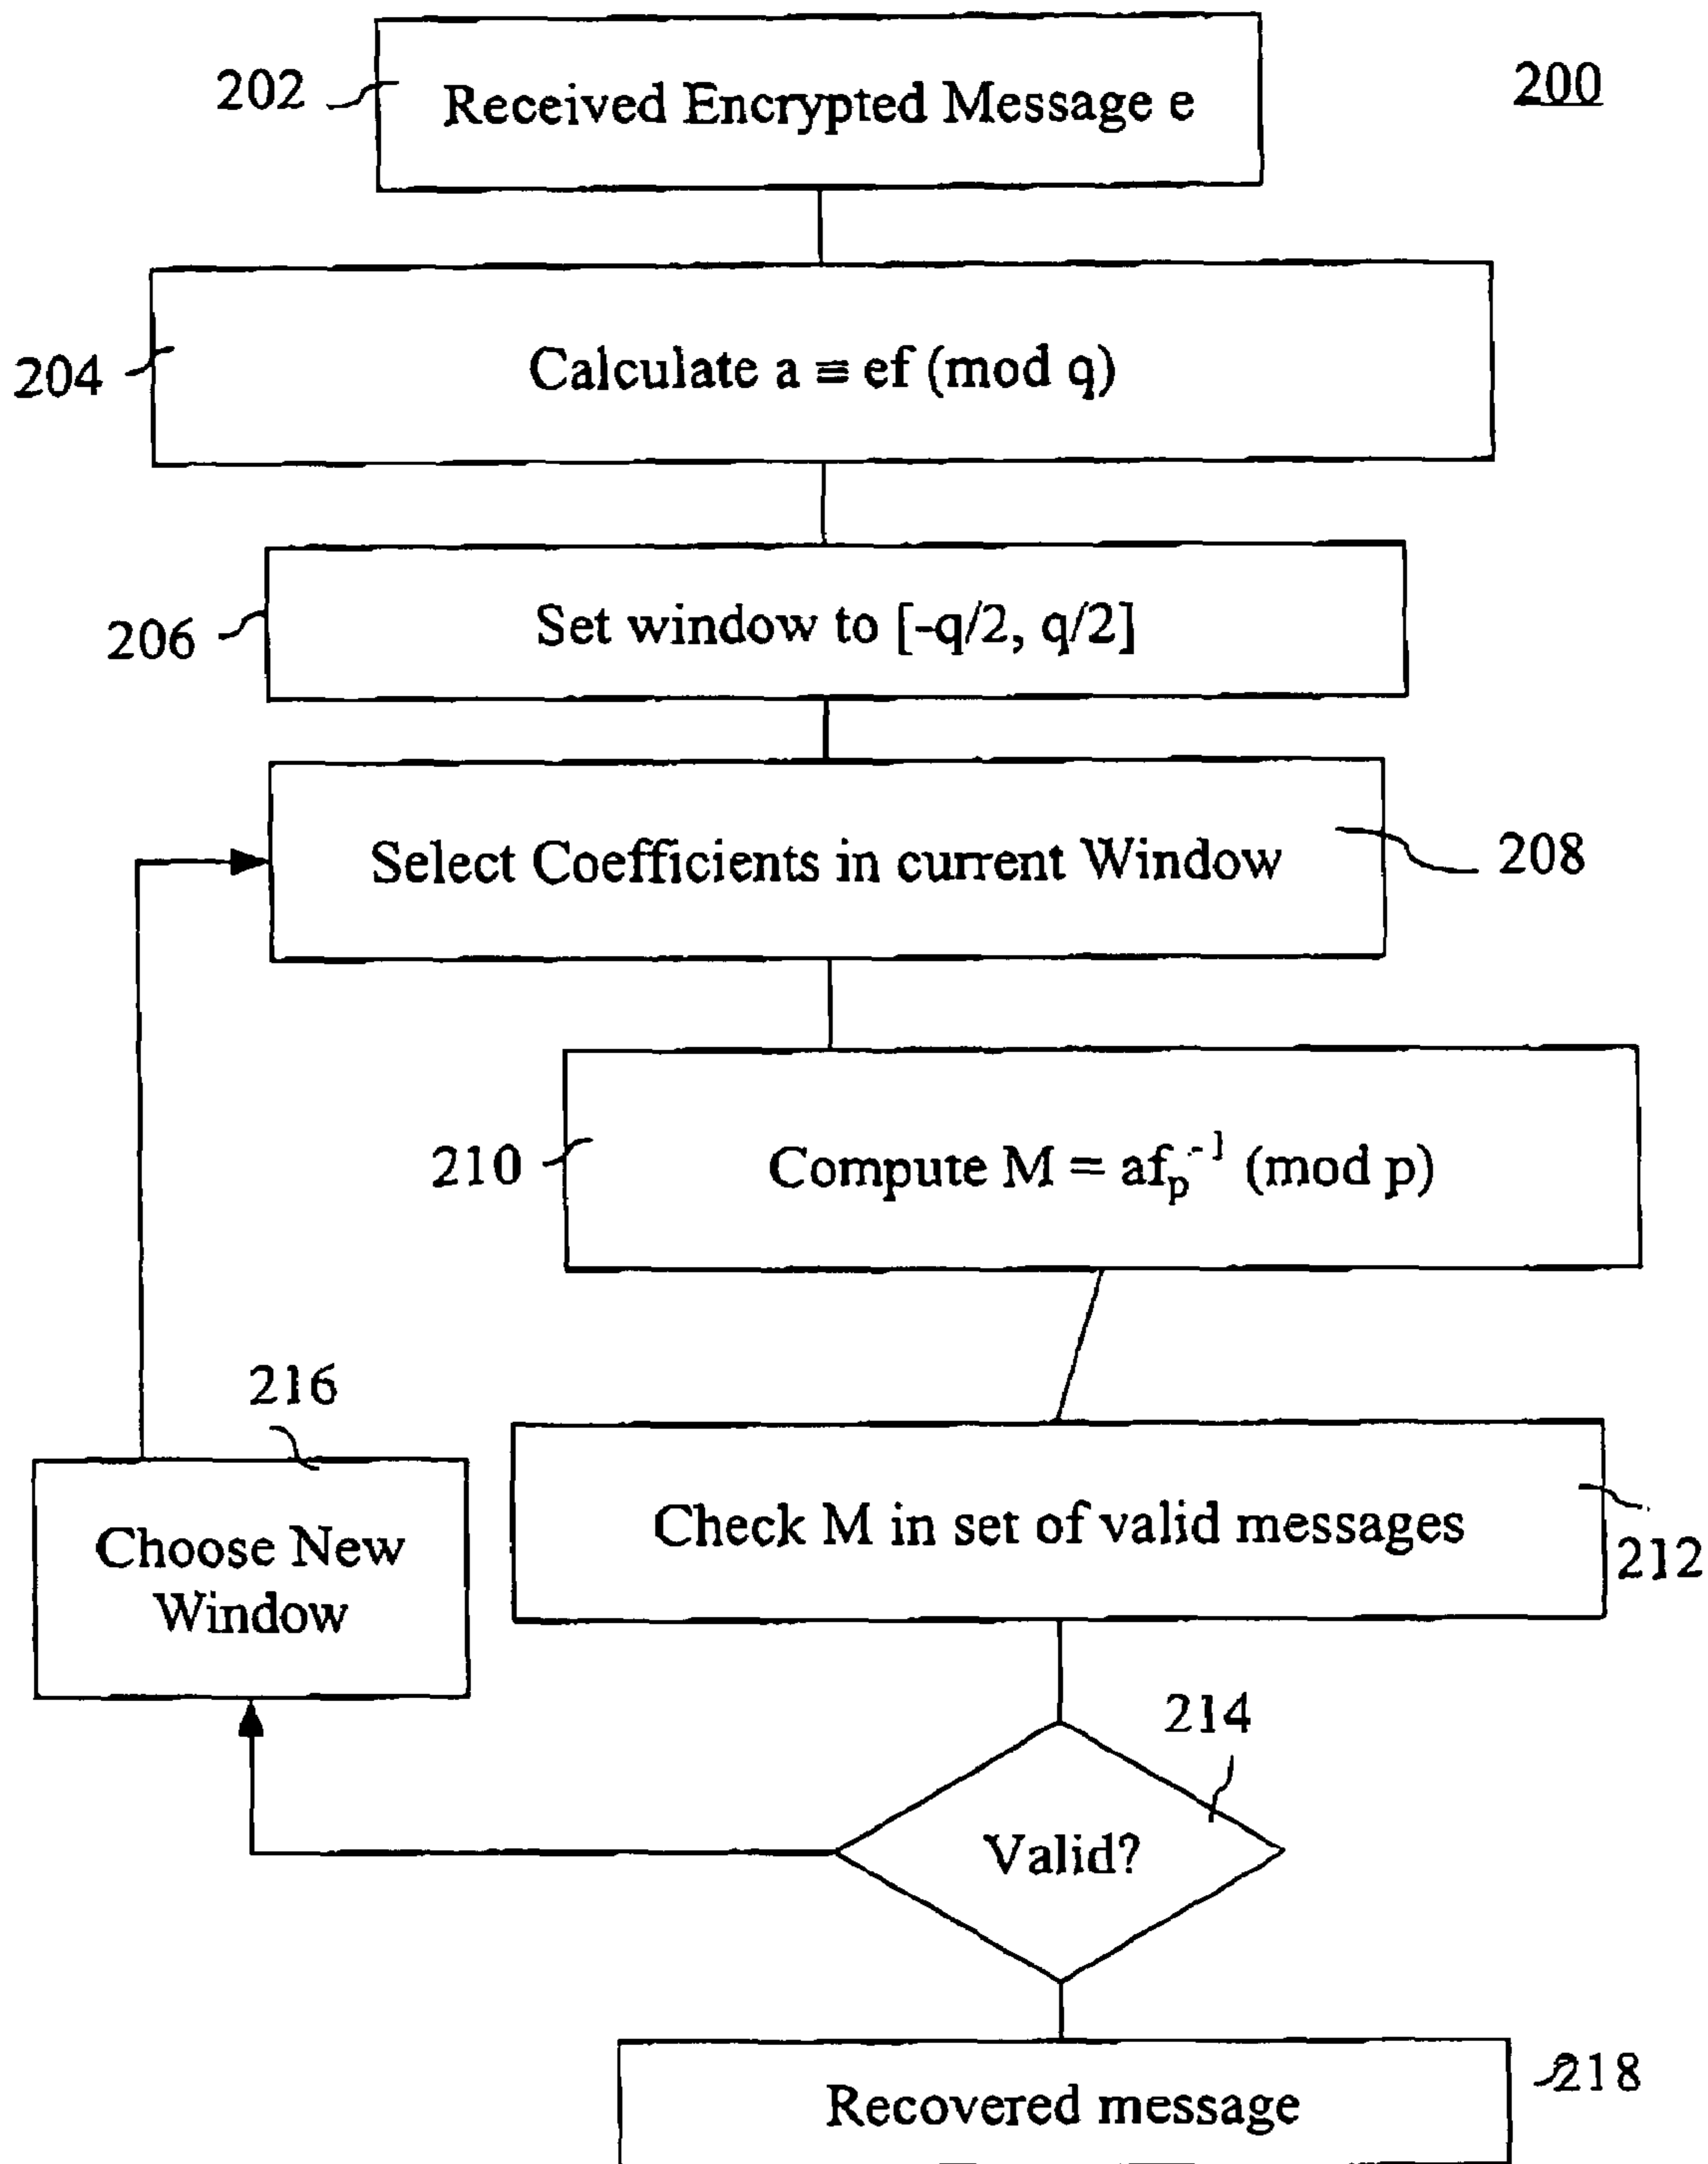 200
202
Received Encrypted Message e
204
Calculate a ≡ ef (mod q)
206
Set window to [-q/2, q/2]
Select Coefficients in current Window
208
210
Compute M = af_p^-1 (mod p)
216
Choose New
Window
Check M in set of valid messages
212
214
Valid?
Recovered message
218